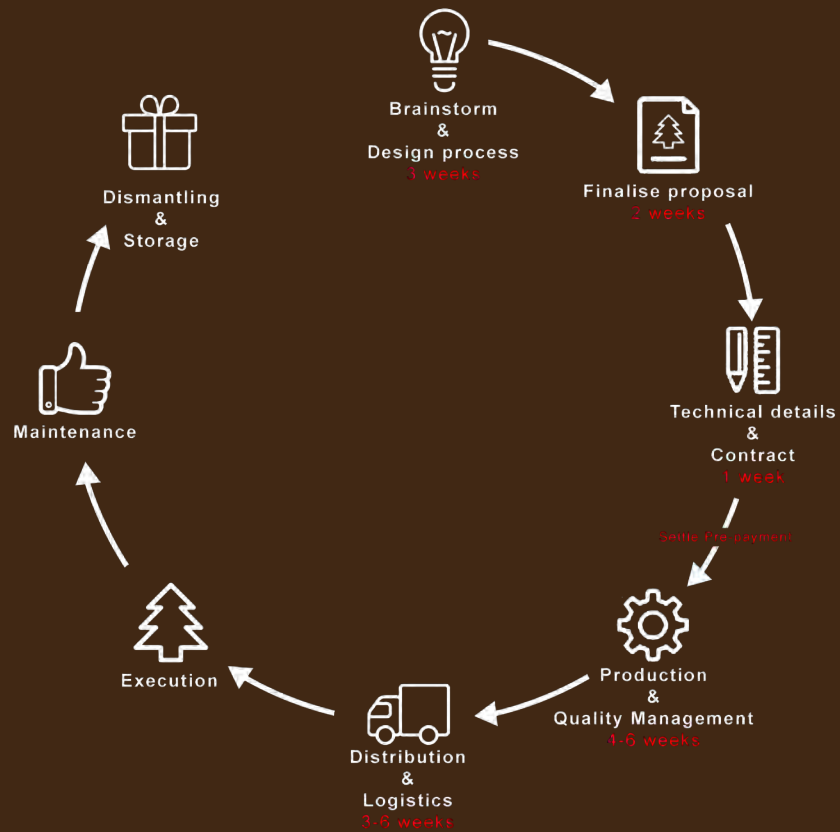 Brainstorm
&
Design process
3 weeks
Finalise proposal
2 weeks
Technical details
&
Contract
1 week
Settle Pre-payment
Production
&
Quality Management
4-6 weeks
Distribution
&
Logistics
3-6 weeks
Execution
Maintenance
Dismantling
&
Storage